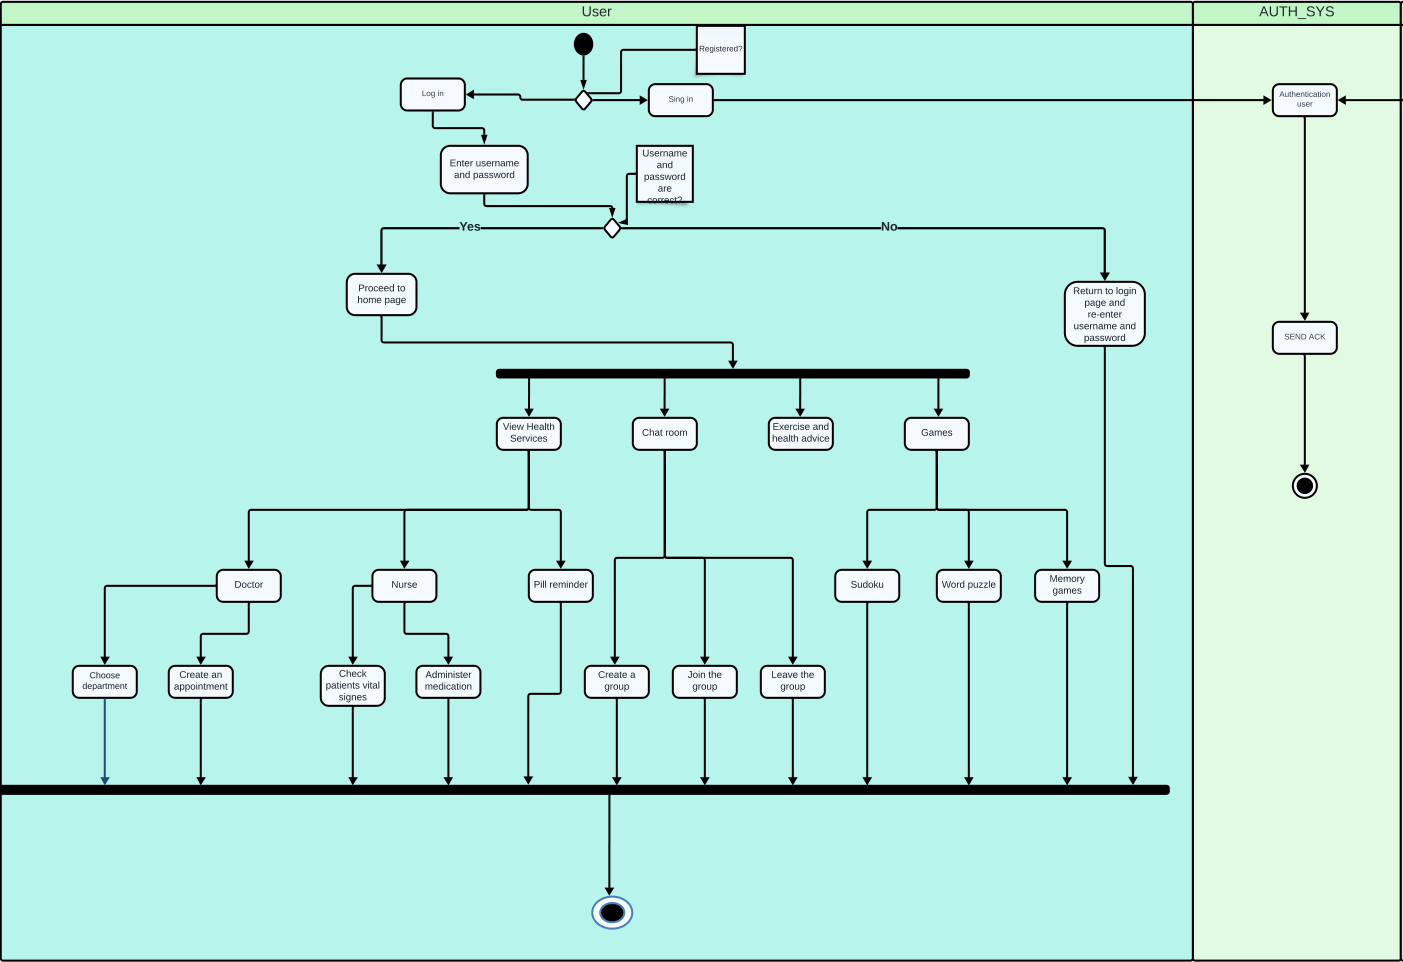 User
AUTH_SYS
Registered?
Log in
Sing in
Authentication
user
Enter username
and password
Username
and
password
are
correct?
Yes
No
Proceed to
home page
Return to login
page and
re-enter
username and
password
SEND ACK
View Health
Services
Chat room
Exercise and
health advice
Games
Doctor
Nurse
Pill reminder
Sudoku
Word puzzle
Memory
games
Choose
department
Create an
appointment
Check
patients vital
signes
Administer
medication
Create a
group
Join the
group
Leave the
group